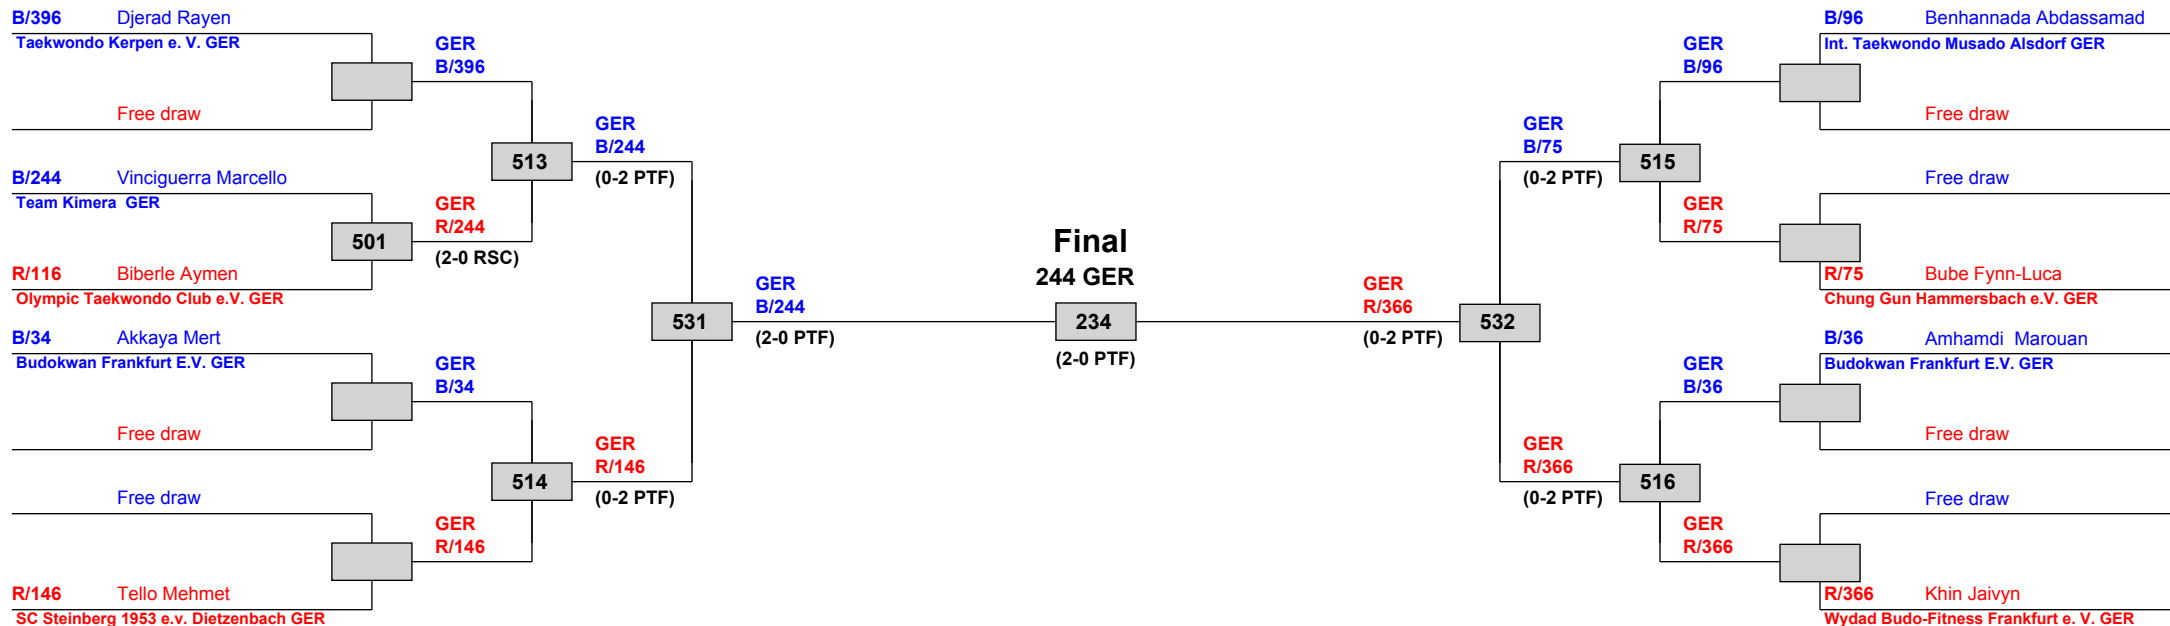 B/396 Djerad Rayen
Taekwondo Kerpen e. V. GER
Free draw
B/244 Vinciguerra Marcello
Team Kimera GER
R/116 Biberle Aymen
Olympic Taekwondo Club e.V. GER
B/34 Akkaya Mert
Budokwan Frankfurt E.V. GER
Free draw
Free draw
R/146 Tello Mehmet
SC Steinberg 1953 e.v. Dietzenbach GER
GER
B/396
501
GER
R/244
(2-0 RSC)
GER
B/34
GER
R/146
513
GER
B/244
(0-2 PTF)
514
GER
R/146
(0-2 PTF)
531
GER
B/244
(2-0 PTF)
Final
244 GER
234
(2-0 PTF)
GER
R/366
(0-2 PTF)
532
GER
B/75
(0-2 PTF)
515
GER
R/366
(0-2 PTF)
516
GER
B/96
GER
R/75
GER
B/36
GER
R/366
B/96 Benhannada Abdassamad
Int. Taekwondo Musado Alsdorf GER
Free draw
Free draw
R/75 Bube Fynn-Luca
Chung Gun Hammersbach e.V. GER
B/36 Amhamdi Marouan
Budokwan Frankfurt E.V. GER
Free draw
Free draw
R/366 Khin Jaivyn
Wydad Budo-Fitness Frankfurt e. V. GER